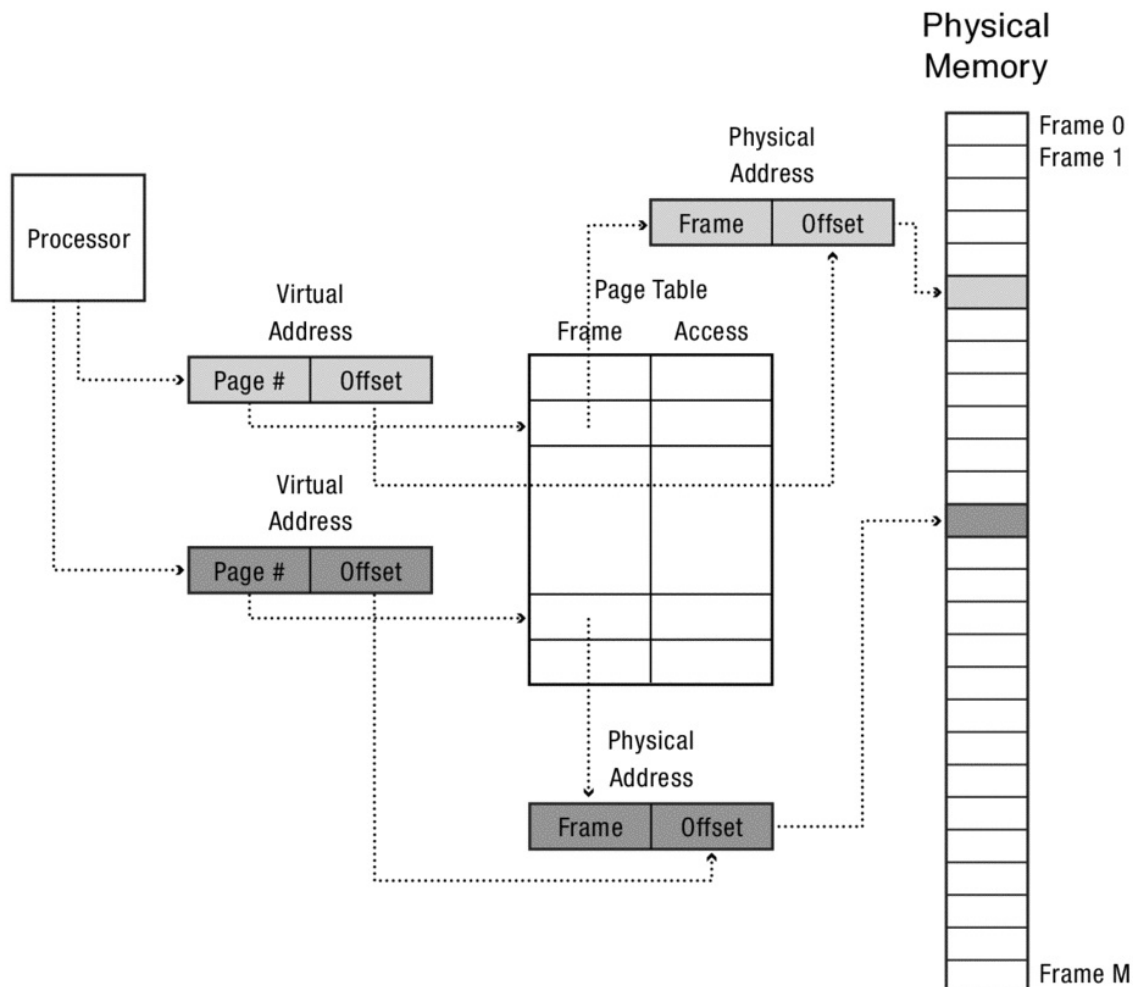 Physical
Memory
Frame 0
Frame 1
Physical
Address
Frame Offset
Processor
Virtual
Address
Page # Offset
Page Table
Frame Access
Virtual
Address
Page # Offset
Physical
Address
Frame Offset
Frame M